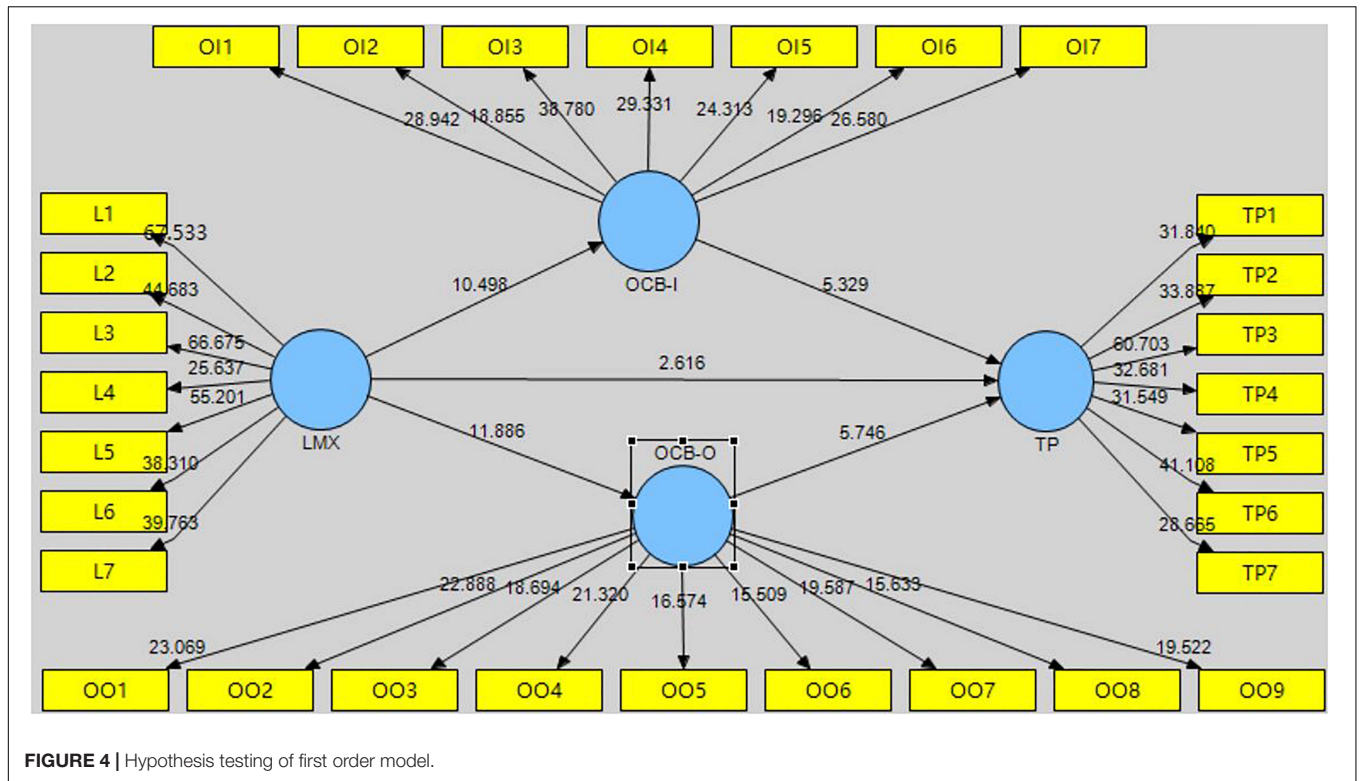 OI1 OI2 OI3 OI4 OI5 OI6 OI7
28.942 18.855 38.780 29.331 24.313 19.296 26.580
OCB-I
L1
67.533
L2
44.683
L3
66.675
L4
25.637
55.201
L5
38.310
L6
39.763
L7
LMX
10.498
5.329
2.616
11.886
5.746
TP
TP1
31.840
TP2
33.837
TP3
60.703
32.681
TP4
31.549
TP5
41.108
TP6
28.665
TP7
OCB-O
22.888 18.694 21.320 16.574 15.509 19.587 15.633
23.069 19.522
OO1 OO2 OO3 OO4 OO5 OO6 OO7 OO8 OO9
FIGURE 4 | Hypothesis testing of first order model.